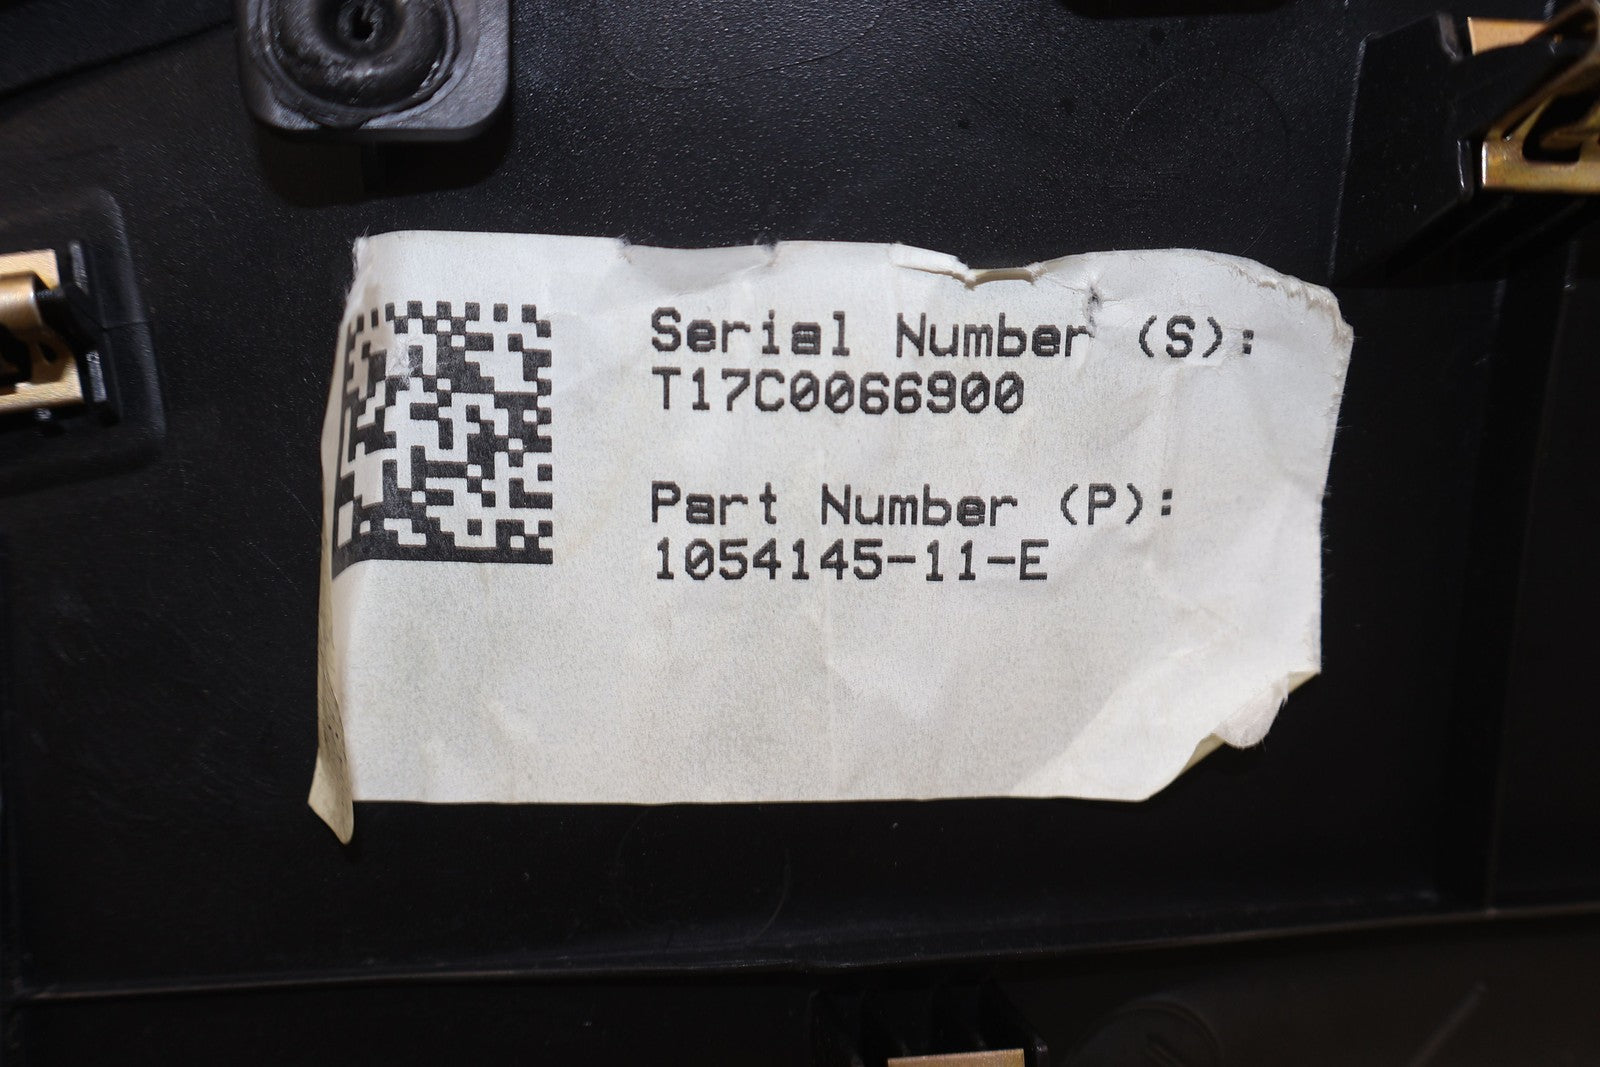 Serial Number (S):
T17C0066900
Part Number (P):
1054145-11-E